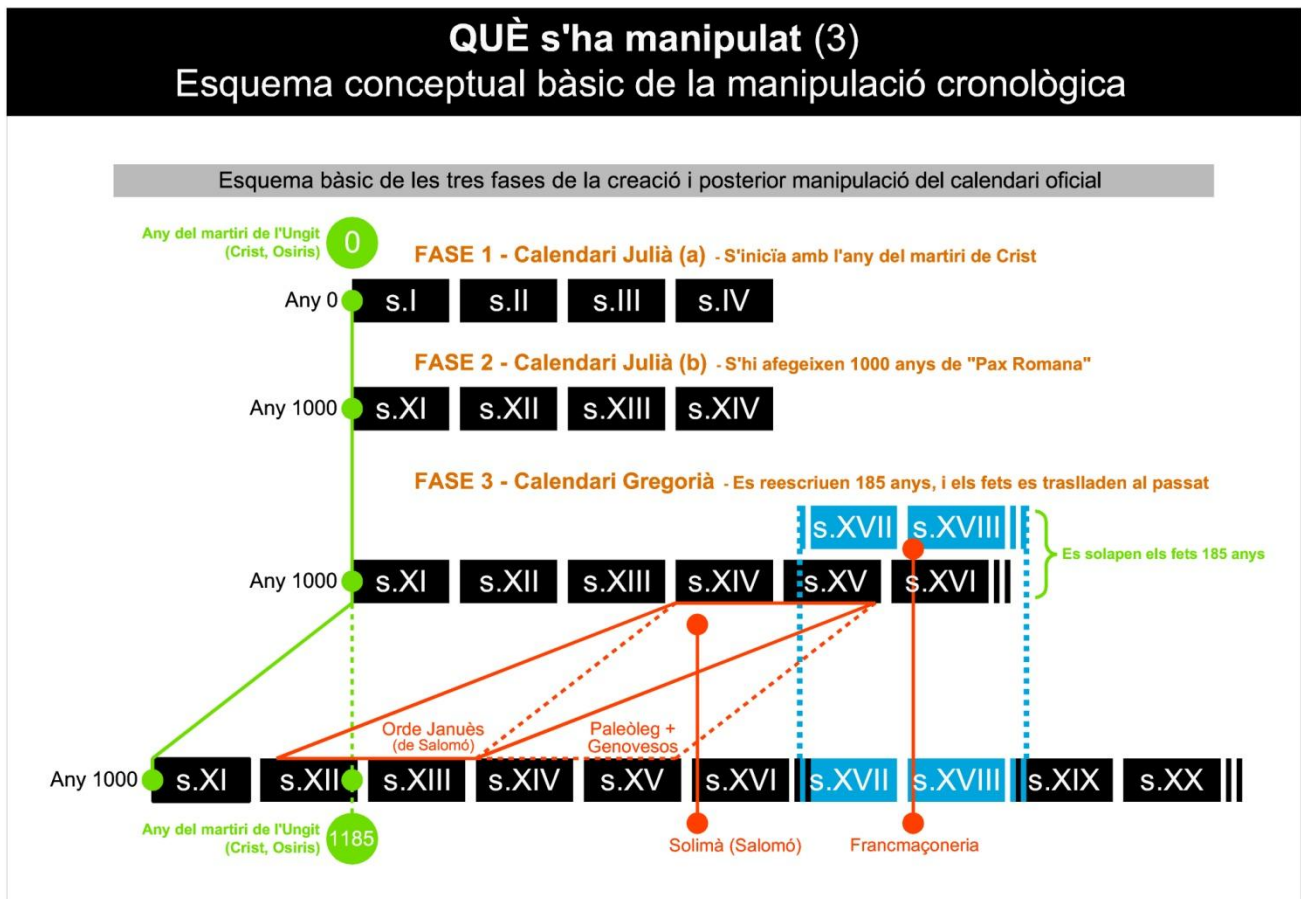 QUÈ s'ha manipulat (3)
Esquema conceptual bàsic de la manipulació cronològica
Esquema bàsic de les tres fases de la creació i posterior manipulació del calendari oficial
Any del martiri de l'Ungit
(Crist, Osiris)
0
FASE 1 - Calendari Julià (a) - S'inicïa amb l'any del martiri de Crist
Any 0 s.I s.II s.III s.IV
FASE 2 - Calendari Julià (b) - S'hi afegeixen 1000 anys de "Pax Romana"
Any 1000 s.XI s.XII s.XIII s.XIV
FASE 3 - Calendari Gregorià - Es reescriuen 185 anys, i els fets es traslladen al passat
s.XVII s.XVIII
Es solapen els fets 185 anys
Any 1000 s.XI s.XII s.XIII s.XIV s.XV s.XVI
Orde Januès
(de Salomó)
Paleòleg +
Genovesos
Any 1000 s.XI s.XII s.XIII s.XIV s.XV s.XVI s.XVII s.XVIII s.XIX s.XX
Any del martiri de l'Ungit
(Crist, Osiris)
1185
Solimà (Salomó)
Francmaçoneria